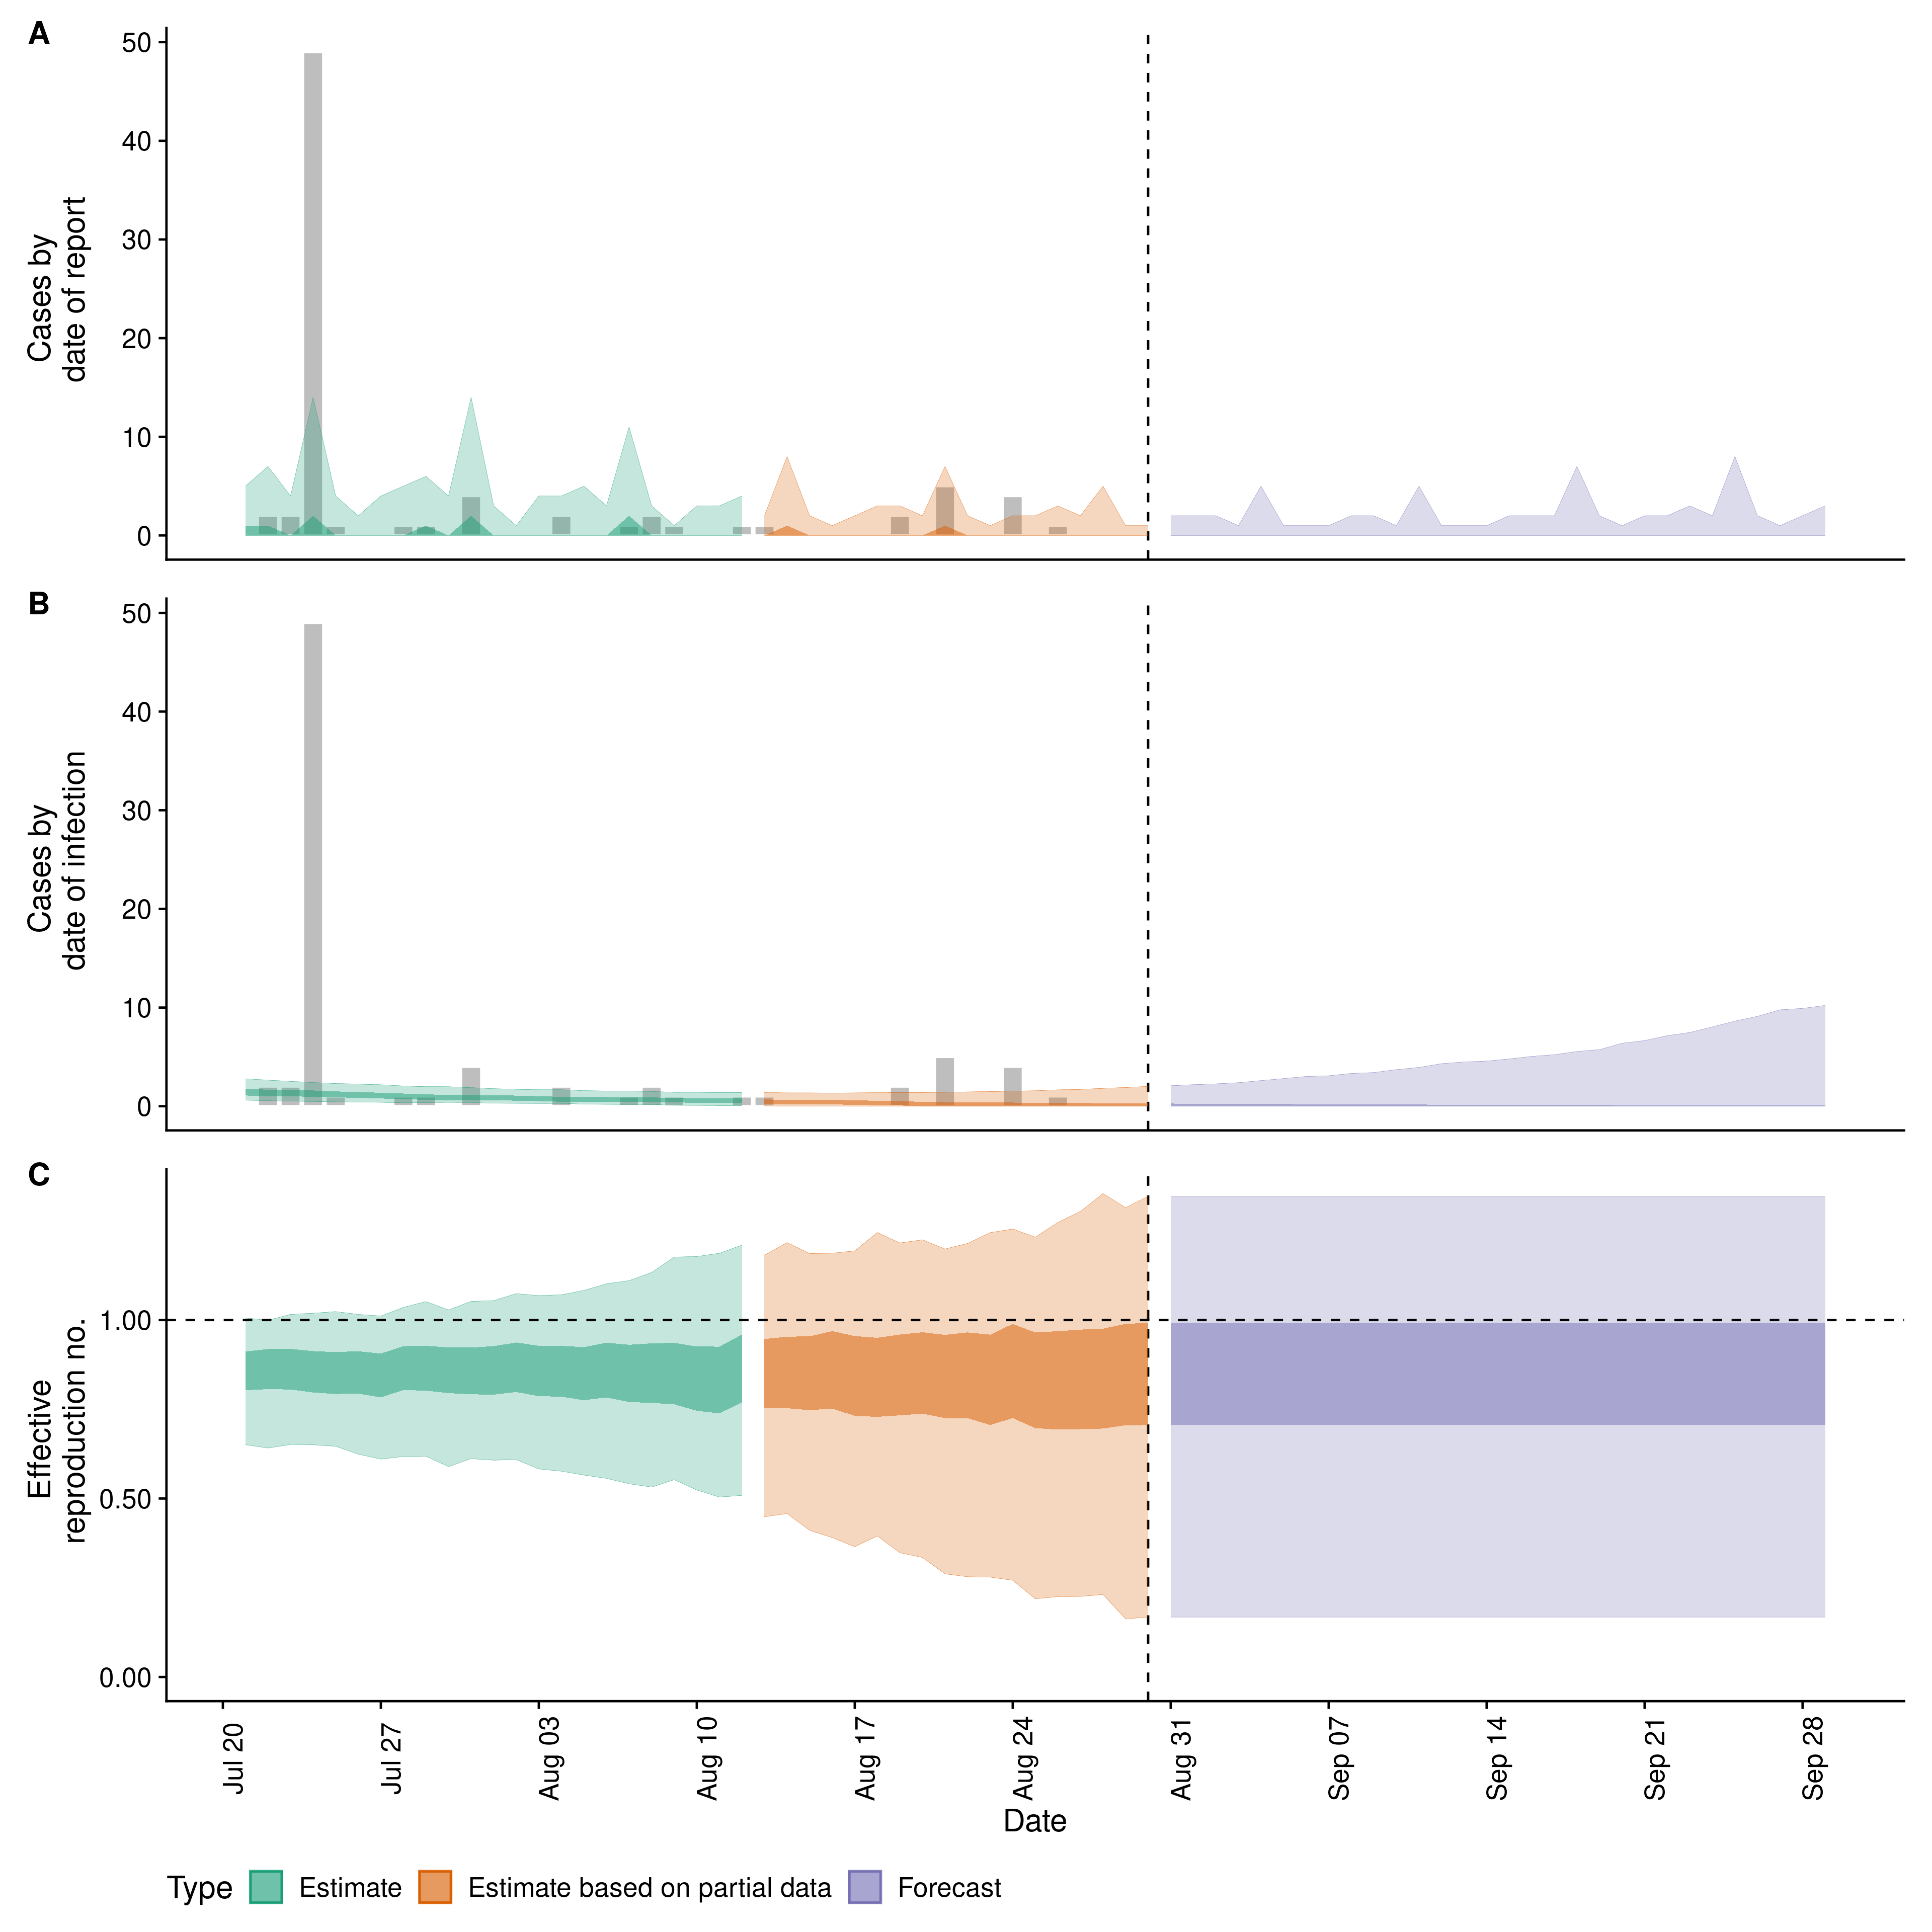 A
50
40
30
20
10
0
Cases by
date of report
B
50
40
30
20
10
0
Cases by
date of infection
C
1.00
0.50
0.00
Effective
reproduction no.
Jul 20
Jul 27
Aug 03
Aug 10
Aug 17
Aug 24
Aug 31
Sep 07
Sep 14
Sep 21
Sep 28
Date
Type Estimate Estimate based on partial data Forecast